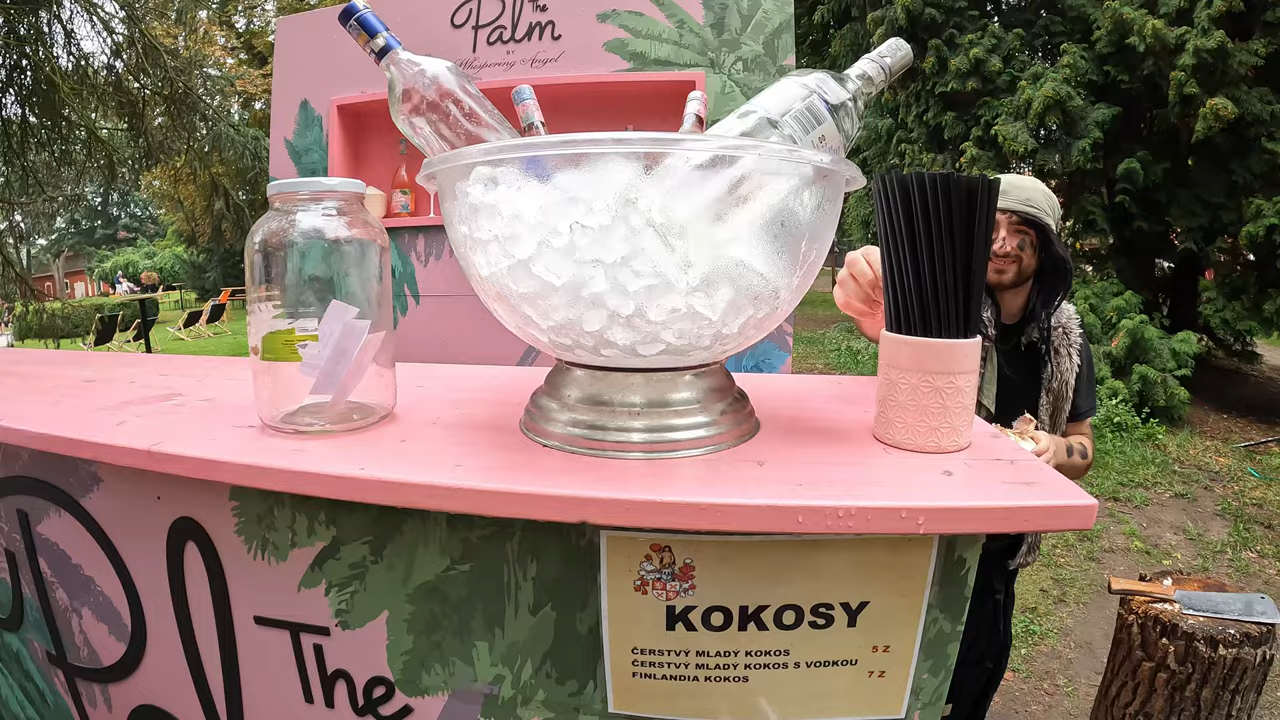 The
Palm
BY
Whispering Angel
The
KOKOSY
ČERSTVÝ MLADÝ KOKOS 5 Z
ČERSTVÝ MLADÝ KOKOS S VODKOU
FINLANDIA KOKOS 7 Z